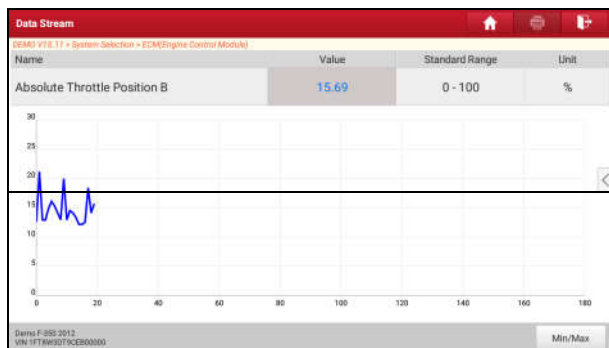 Data Stream
DEMO V15.11 > System Selection > ECM(Engine Control Module)
Name Value Standard Range Unit
Absolute Throttle Position B 15.69 0 - 100 %
30
25
20
15
10
5
0
0 20 40 60 80 100 120 140 160 180
Demo F-350 2012
VIN 1FT8W3DT9CEB00000
Min/Max